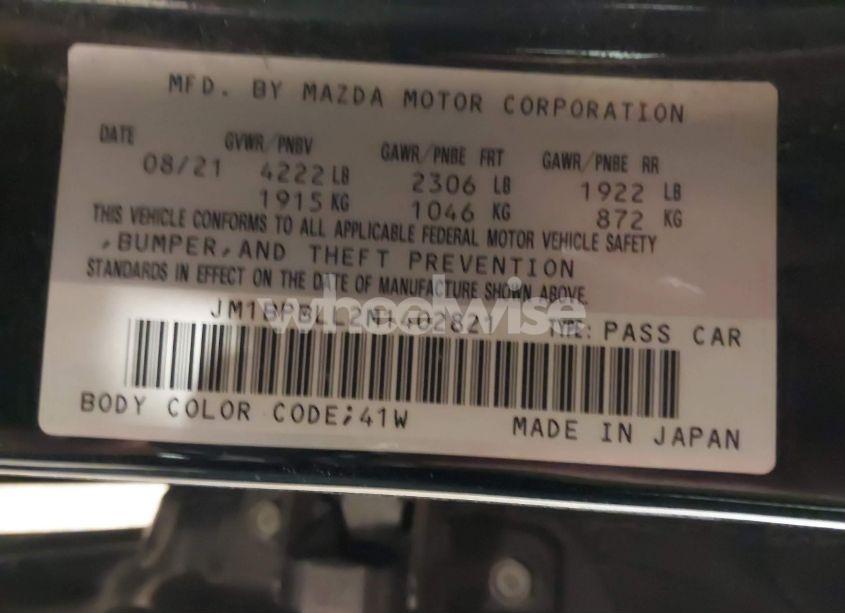 MFD. BY MAZDA MOTOR CORPORATION
DATE GVWR/PNBV GAWR/PNBE FRT GAWR/PNBE RR
08/21 4222 LB 2306 LB 1922 LB
1915 KG 1046 KG 872 KG
THIS VEHICLE CONFORMS TO ALL APPLICABLE FEDERAL MOTOR VEHICLE SAFETY
,BUMPER,AND THEFT PREVENTION
STANDARDS IN EFFECT ON THE DATE OF MANUFACTURE SHOWN ABOVE.
wheelwise
JM1BPBLL2N1402821 TYPE: PASS CAR
BODY COLOR CODE;41W MADE IN JAPAN